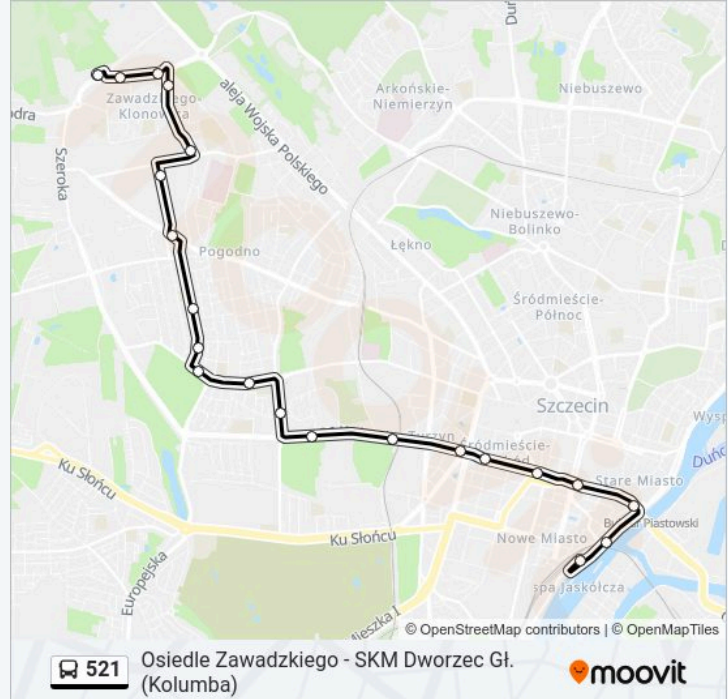 Zawadzkiego-
Klonowica
aleja Wojska Polskiego
Arkońskie-
Niemierzyn
Niebuszewo
Szeroka
Pogodno
Łękno
Niebuszewo-
Bolinko
Śródmieście-
Północ
Szczecin
Turzyn
Śródmieście-
Stare Miasto
Ku Słońcu
Ku Słońcu
Nowe Miasto
Piastowski
Jaskółcza
Europejska
© OpenStreetMap contributors | © OpenMapTiles
521
Osiedle Zawadzkiego - SKM Dworzec Gł.
(Kolumba)
moovit